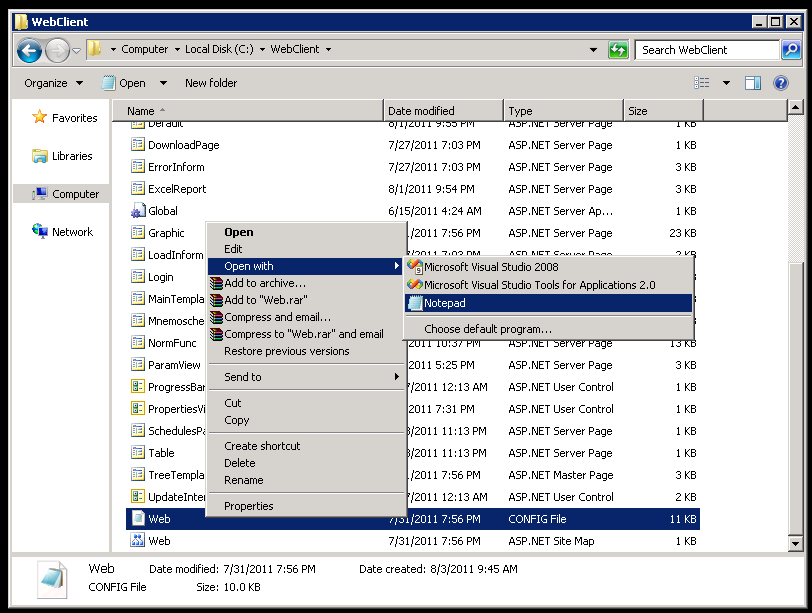 WebClient
Computer Local Disk (C:) WebClient Search WebClient
Organize Open New folder
Favorites
Libraries
Computer
Network
Name Date modified Type Size
Default 8/1/2011 9:55 PM ASP.NET Server Page 1 KB
DownloadPage 7/27/2011 7:03 PM ASP.NET Server Page 1 KB
ErrorInform 7/27/2011 7:03 PM ASP.NET Server Page 3 KB
ExcelReport 8/1/2011 9:54 PM ASP.NET Server Page 3 KB
Global 6/15/2011 4:24 AM ASP.NET Server Ap... 1 KB
Graphic 1/2011 7:56 PM ASP.NET Server Page 23 KB
LoadInform 2 KB
Login
MainTempla
Mnemosche
NormFunc 2011 10:37 PM ASP.NET Server Page 13 KB
ParamView 2011 5:25 PM ASP.NET Server Page 3 KB
ProgressBar 7/2011 12:13 AM ASP.NET User Control 1 KB
PropertiesVi 2011 7:31 PM ASP.NET User Control 1 KB
SchedulesPa 8/2011 11:13 PM ASP.NET Server Page 1 KB
Table 8/2011 11:13 PM ASP.NET Server Page 1 KB
TreeTempla 1/2011 7:56 PM ASP.NET Master Page 3 KB
UpdateInter 7/2011 12:13 AM ASP.NET User Control 2 KB
Web 7/31/2011 7:56 PM CONFIG File 11 KB
Web 7/31/2011 7:56 PM ASP.NET Site Map 1 KB
Open
Edit
Open with
Add to archive...
Add to "Web.rar"
Compress and email...
Compress to "Web.rar" and email
Restore previous versions
Send to
Cut
Copy
Create shortcut
Delete
Rename
Properties
Microsoft Visual Studio 2008
Microsoft Visual Studio Tools for Applications 2.0
Notepad
Choose default program...
Web Date modified: 7/31/2011 7:56 PM Date created: 8/3/2011 9:45 AM
CONFIG File Size: 10.0 KB